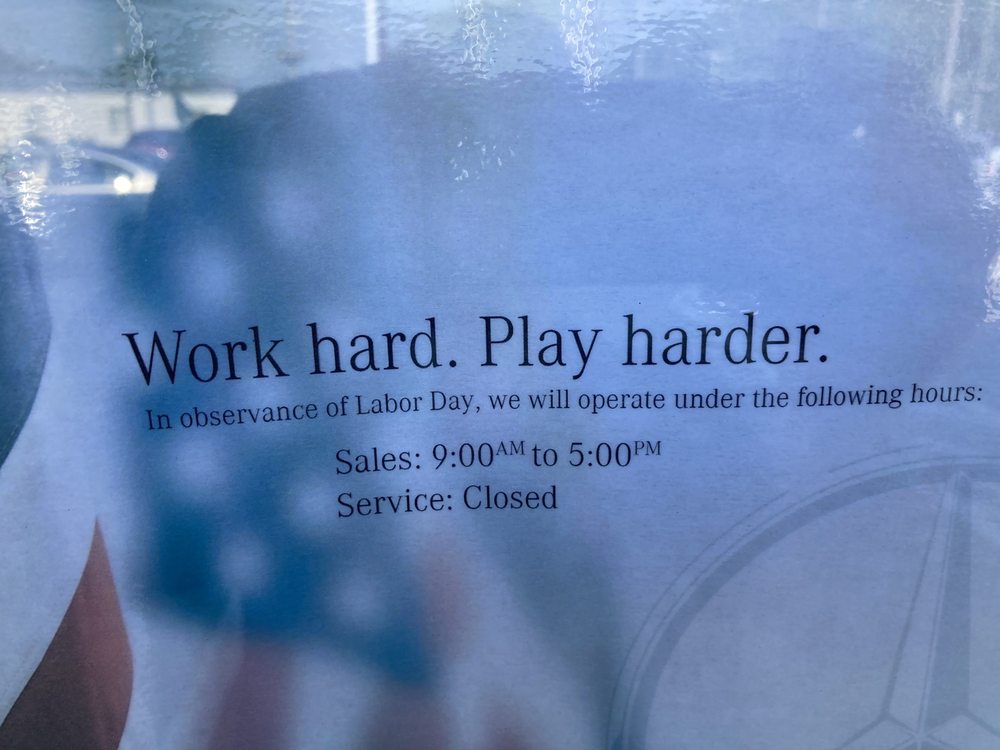 Work hard. Play harder.
In observance of Labor Day, we will operate under the following hours:
Sales: 9:00AM to 5:00PM
Service: Closed